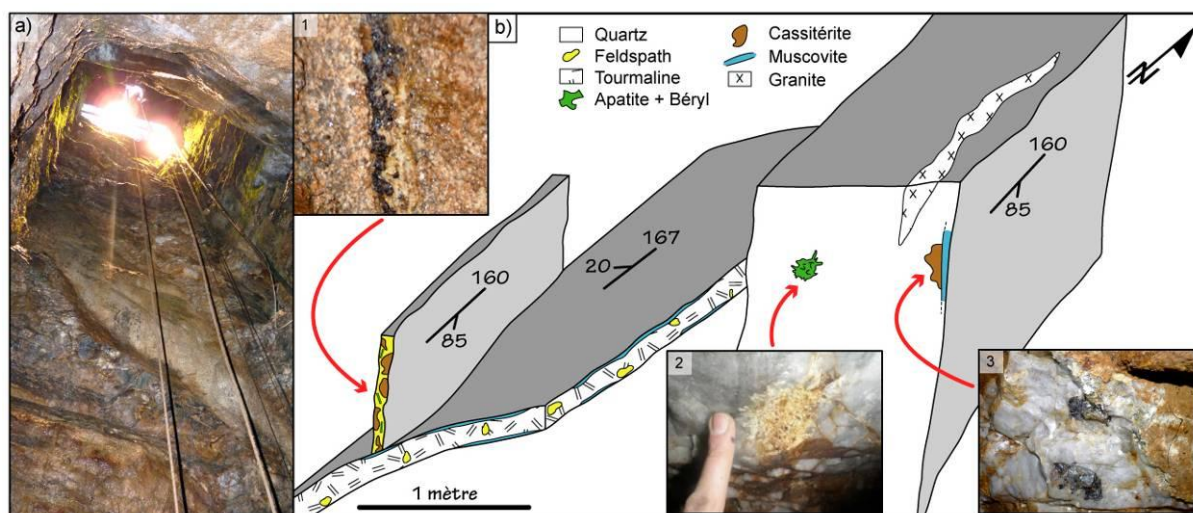 a)
1
b)
Quartz
Feldspath
Tourmaline
Apatite + Béryl
Cassitérite
Muscovite
Granite
N
160
85
167
20
160
85
2
3
1 mètre